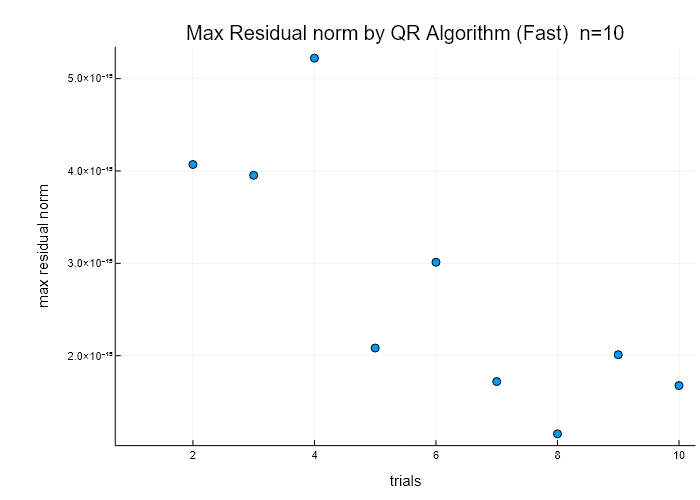 Max Residual norm by QR Algorithm (Fast) n=10
5.0×10⁻¹⁵
4.0×10⁻¹⁵
3.0×10⁻¹⁵
2.0×10⁻¹⁵
max residual norm
2 4 6 8 10
trials